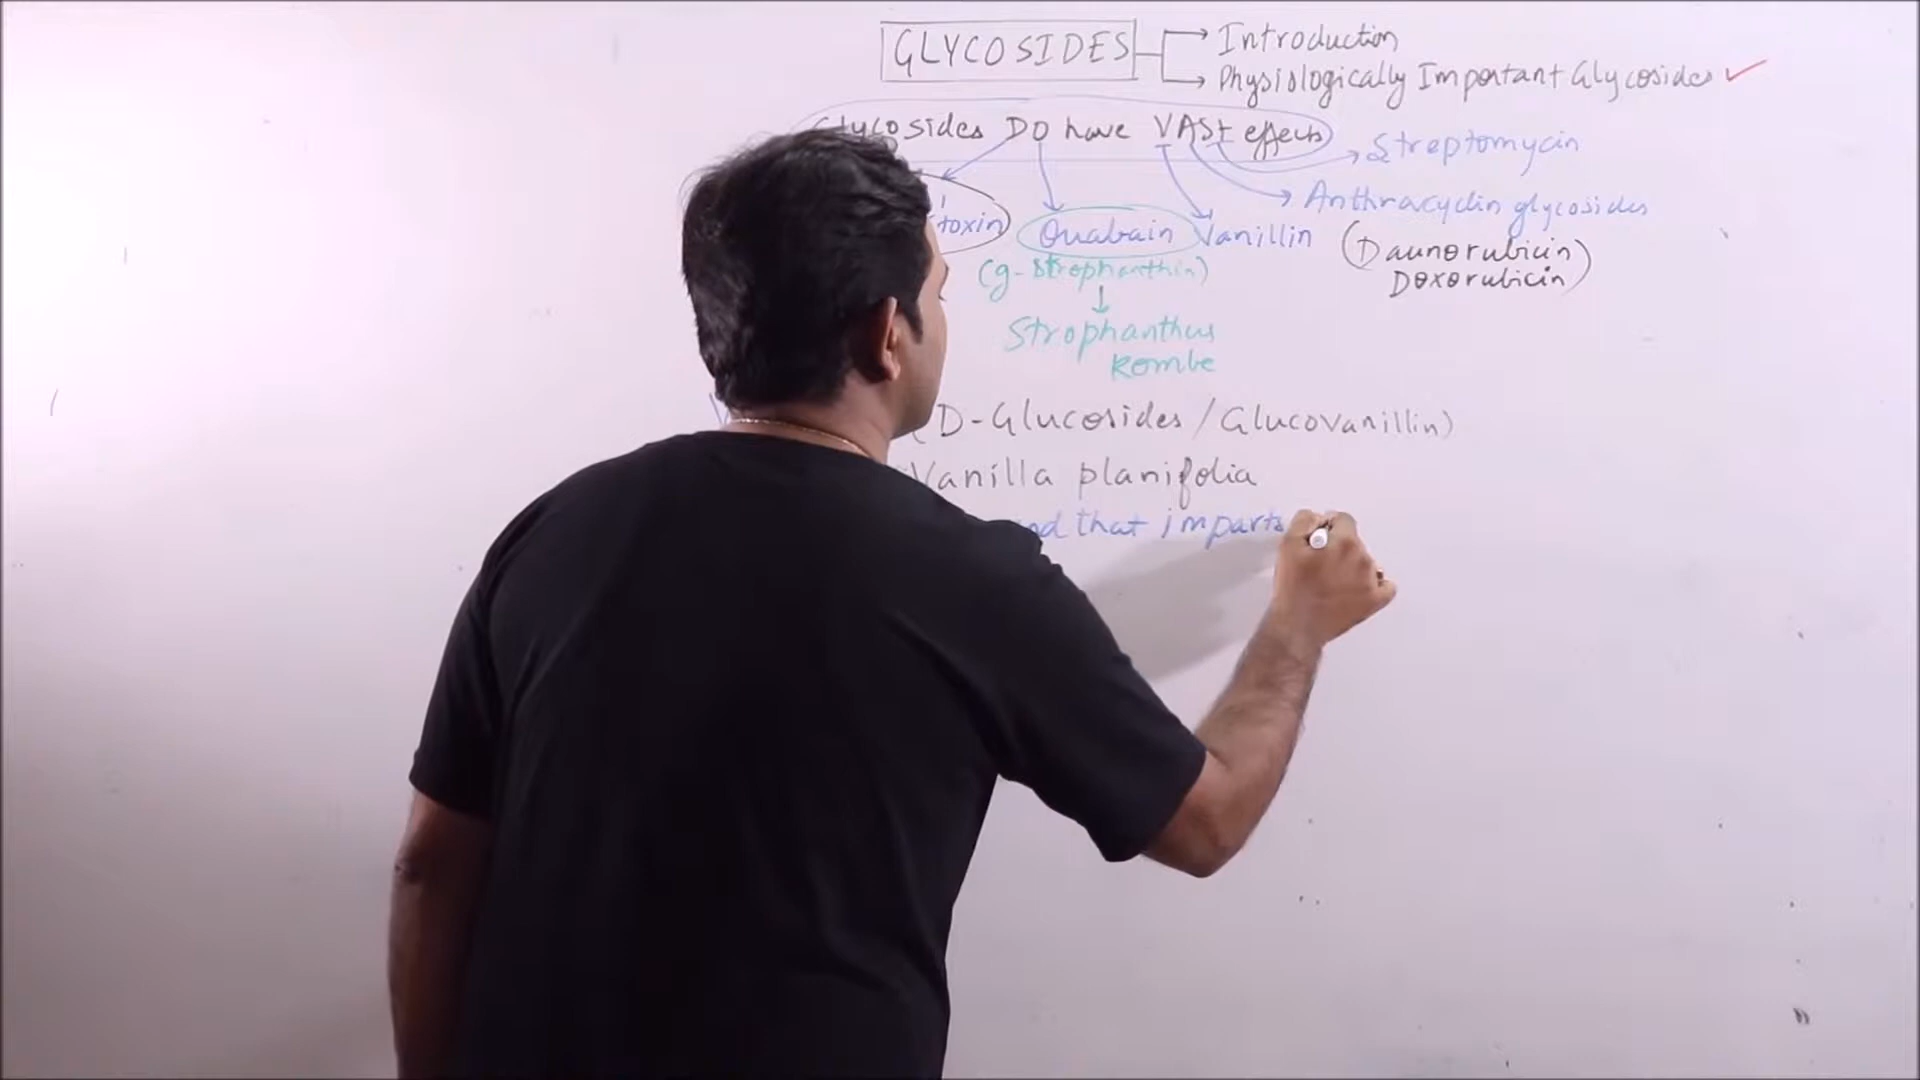 GLYCOSIDES
Introduction
Physiologically Important Glycosides ✓
Glycosides DO have VASt effects
Streptomycin
Anthracyclin glycosides
(Daunorubicin
Doxorubicin)
toxin
Ouabain
Vanillin
(g-Strophanthin)
Strophanthus
Kombe
(D-Glucosides/Glucovanillin)
Vanilla planifolia
that imparts